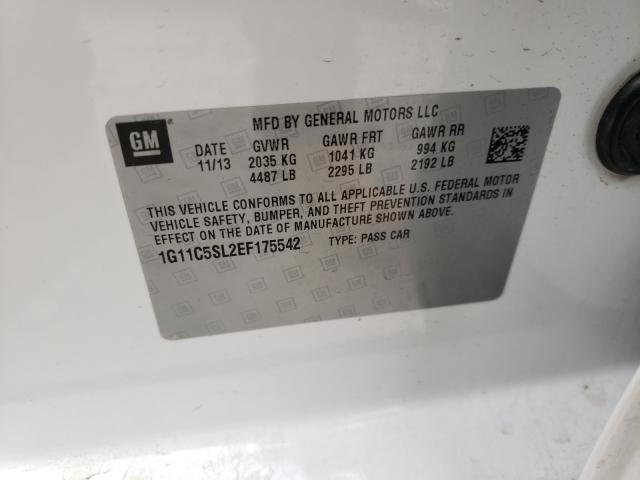 MFD BY GENERAL MOTORS LLC
GM ®
DATE GVWR GAWR FRT GAWR RR
11/13 2035 KG 1041 KG 994 KG
4487 LB 2295 LB 2192 LB
THIS VEHICLE CONFORMS TO ALL APPLICABLE U.S. FEDERAL MOTOR
VEHICLE SAFETY, BUMPER, AND THEFT PREVENTION STANDARDS IN
EFFECT ON THE DATE OF MANUFACTURE SHOWN ABOVE.
1G11C5SL2EF175542 TYPE: PASS CAR